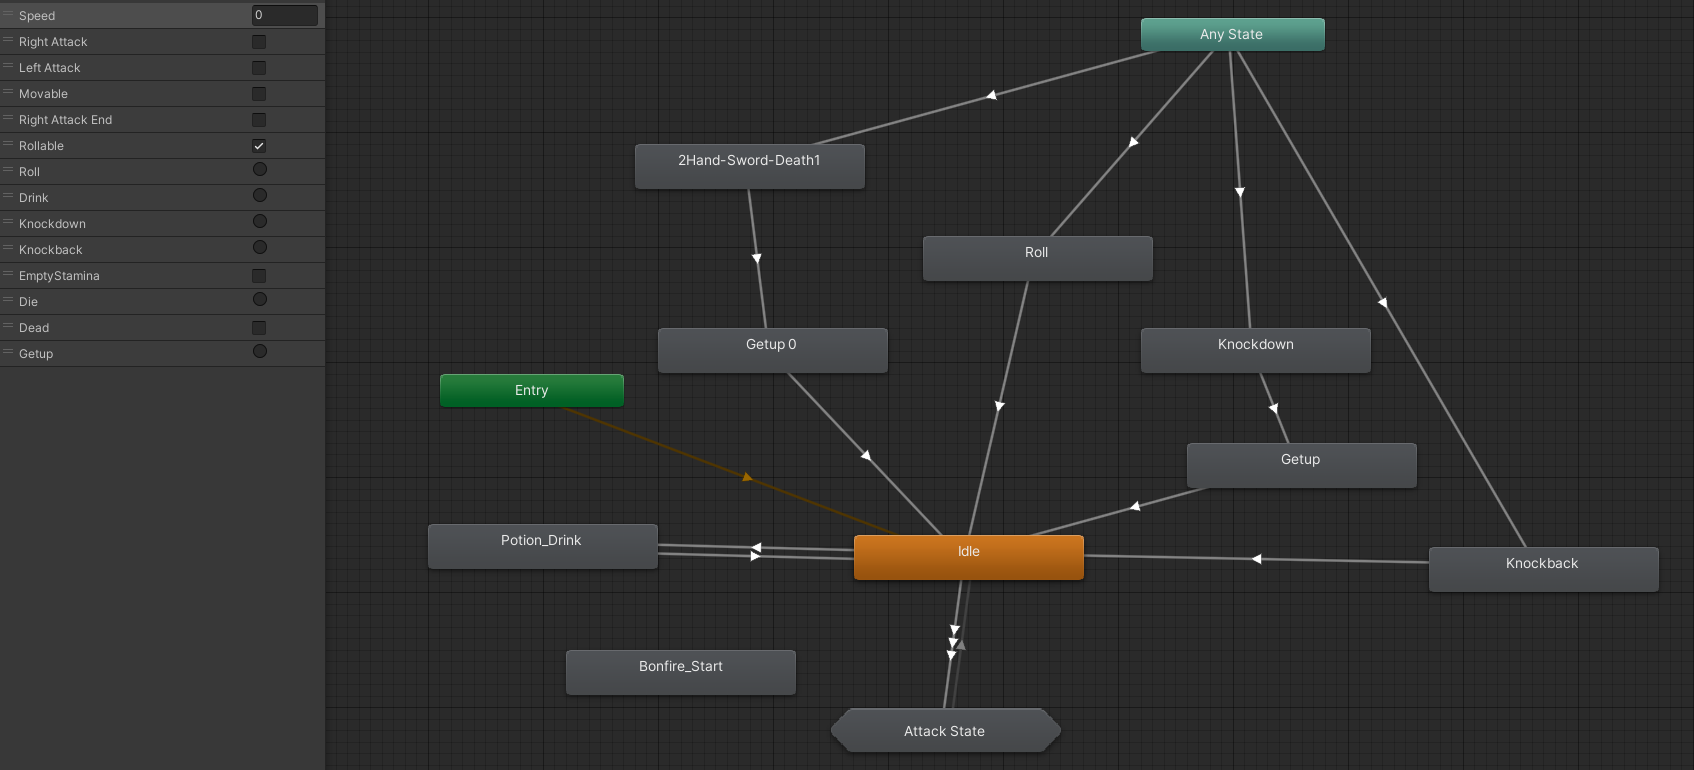 Speed 0
Right Attack
Left Attack
Movable
Right Attack End
Rollable
Roll
Drink
Knockdown
Knockback
EmptyStamina
Die
Dead
Getup
Any State
2Hand-Sword-Death1
Roll
Getup 0
Knockdown
Entry
Getup
Potion_Drink
Idle
Knockback
Bonfire_Start
Attack State